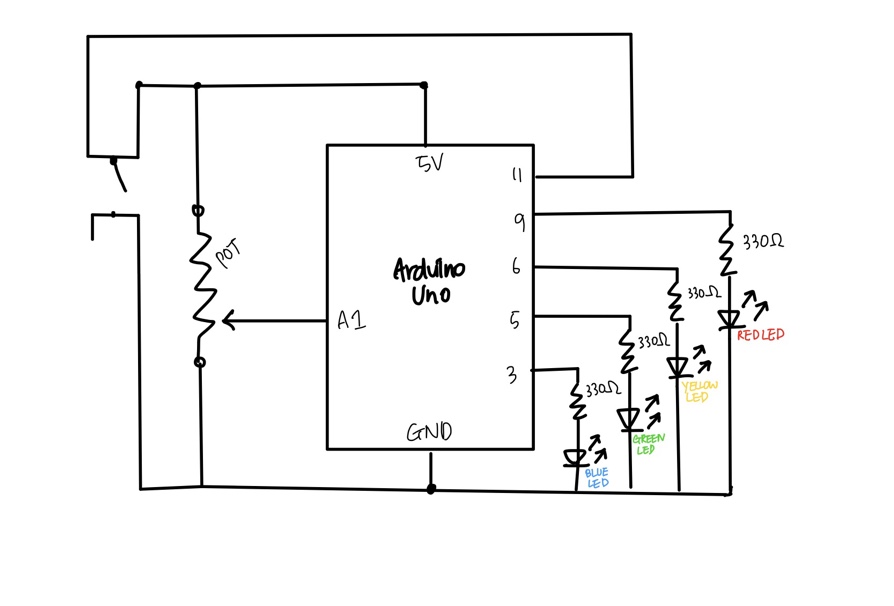 5V
11
9
330Ω
POT
Arduino
Uno
6
330Ω
A1
5
330Ω
RED LED
3
330Ω
YELLOW
LED
GND
GREEN
LED
BLUE
LED